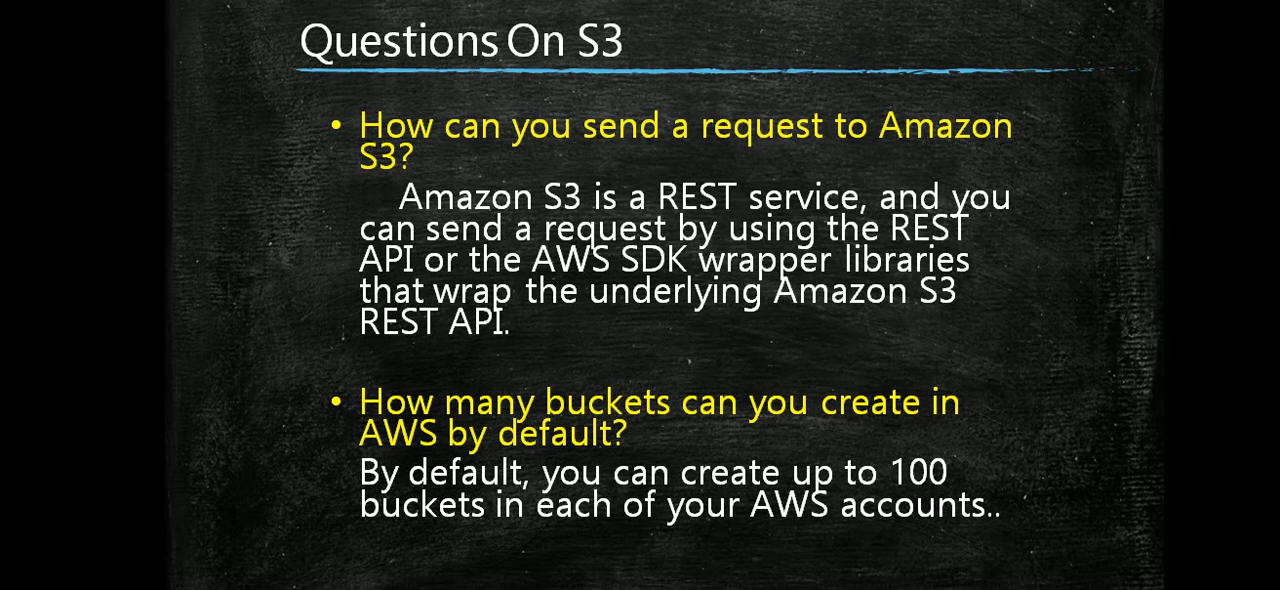 Questions On S3
• How can you send a request to Amazon
S3?
Amazon S3 is a REST service, and you
can send a request by using the REST
API or the AWS SDK wrapper libraries
that wrap the underlying Amazon S3
REST API.
• How many buckets can you create in
AWS by default?
By default, you can create up to 100
buckets in each of your AWS accounts..